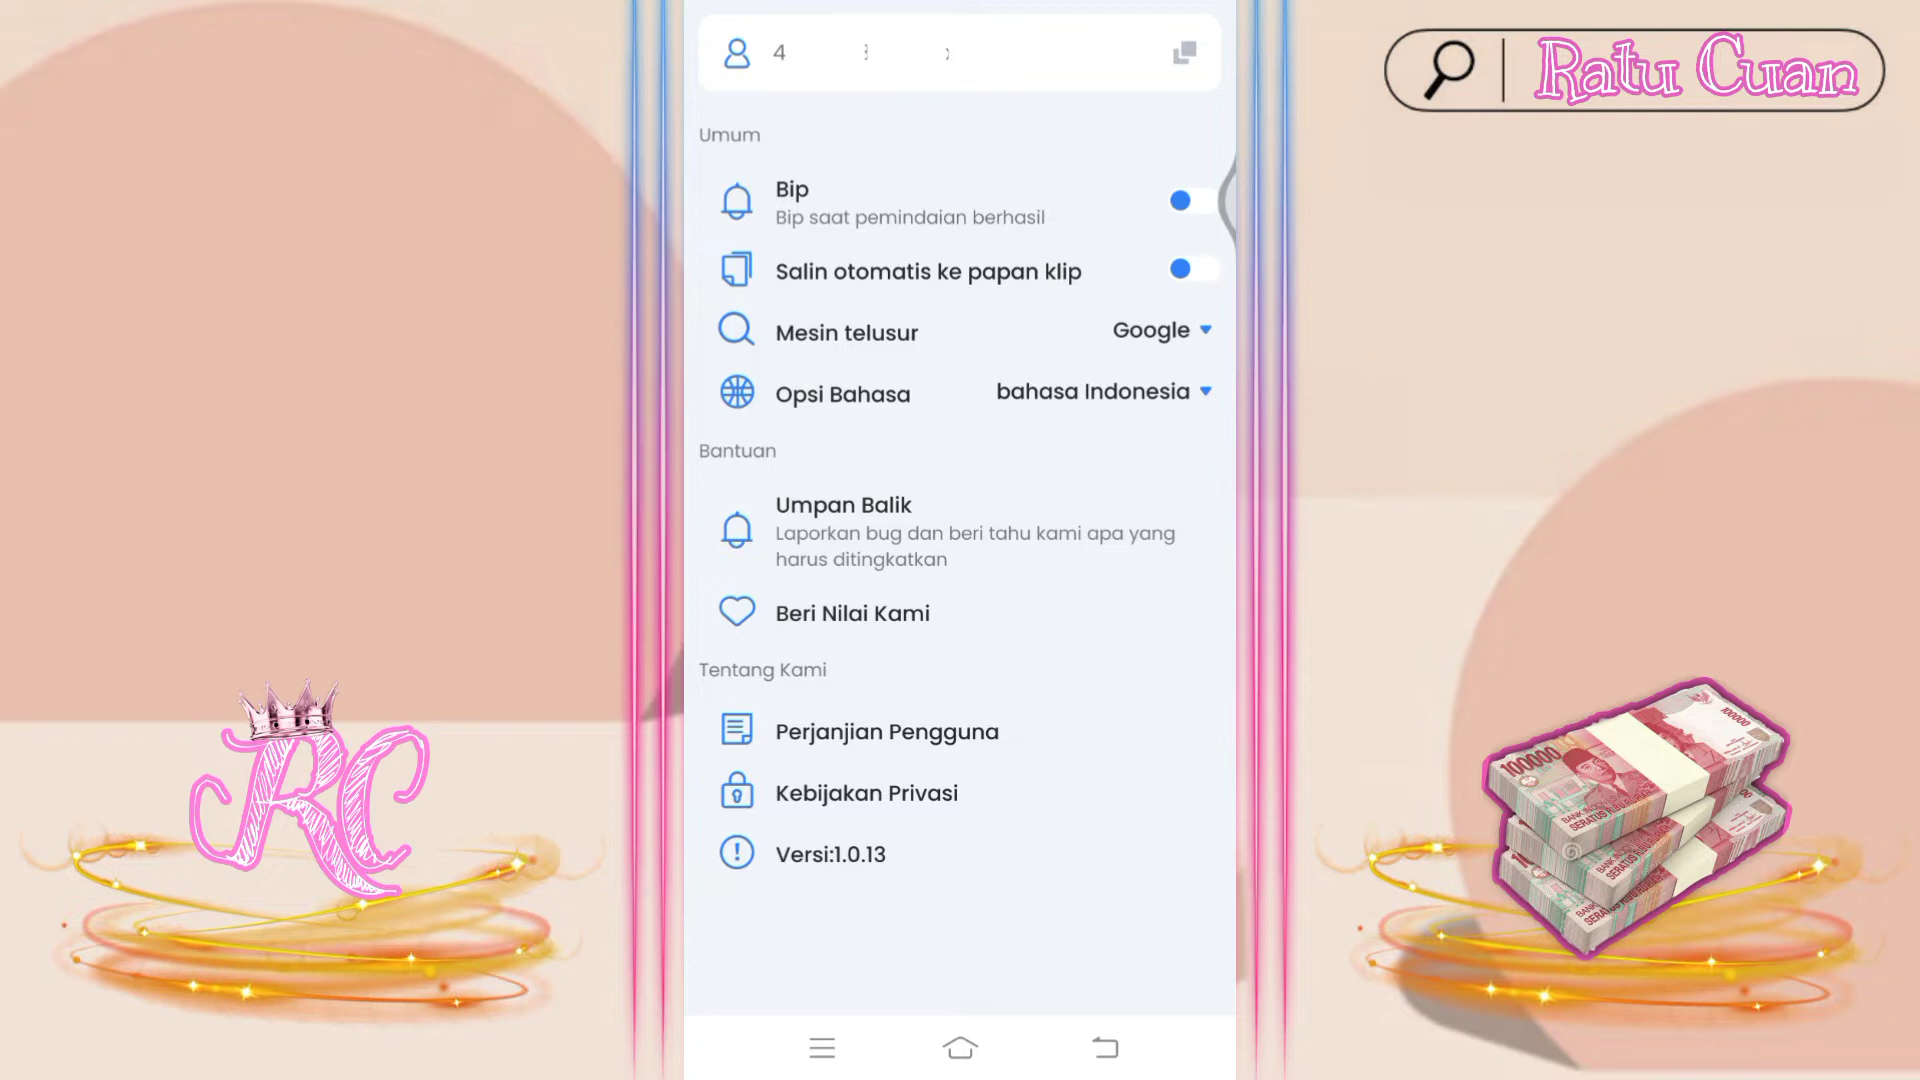 4
Ratu Cuan
Umum
Bip
Bip saat pemindaian berhasil
Salin otomatis ke papan klip
Mesin telusur
Google
Opsi Bahasa
bahasa Indonesia
Bantuan
Umpan Balik
Laporkan bug dan beri tahu kami apa yang
harus ditingkatkan
Beri Nilai Kami
Tentang Kami
Perjanjian Pengguna
Kebijakan Privasi
Versi:1.0.13
RC
100000
100000